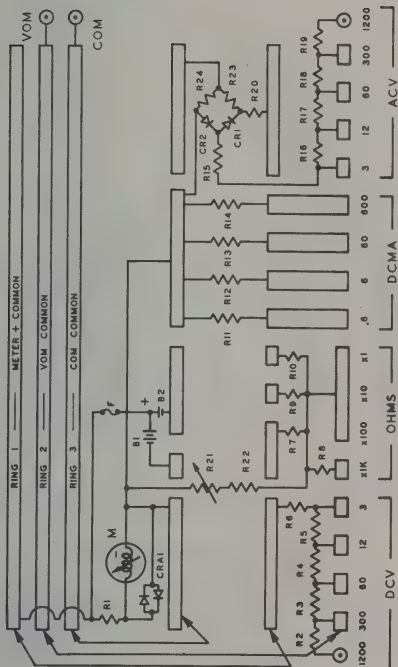 VOM
COM
RING 1 METER + COMMON
RING 2 VOM COMMON
RING 3 COM COMMON
M
-
R1
CRA1
F
+
B1
B2
R21
R22
R24
R23
CR2
CR1
R20
R15
R14
R13
R12
R11
R10
R9
R7
R8
R6
R5
R4
R3
R2
R16
R17
R18
R19
1200
300
60
12
3
X1K
X100
X10
X1
.6
6
60
600
3
12
60
300
1200
DCV
OHMS
DCMA
ACV